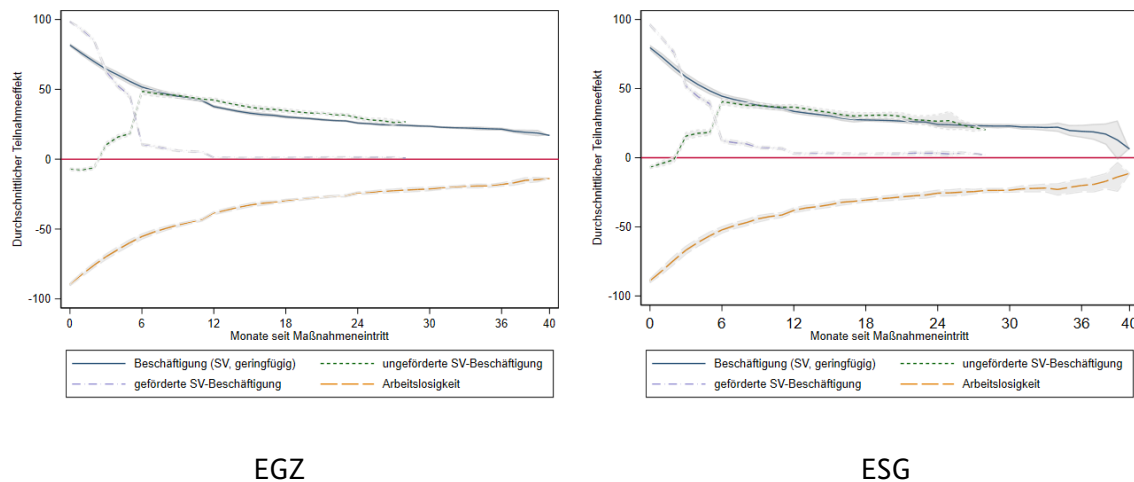 Durchschnittlicher Teilnahmeeffekt
100
50
0
-50
-100
0 6 12 18 24 30 36 40
Monate seit Maßnahmeneintritt
Beschäftigung (SV, geringfügig) ungeförderte SV-Beschäftigung
geförderte SV-Beschäftigung Arbeitslosigkeit
EGZ
Durchschnittlicher Teilnahmeeffekt
100
50
0
-50
-100
0 6 12 18 24 30 36 40
Monate seit Maßnahmeneintritt
Beschäftigung (SV, geringfügig) ungeförderte SV-Beschäftigung
geförderte SV-Beschäftigung Arbeitslosigkeit
ESG